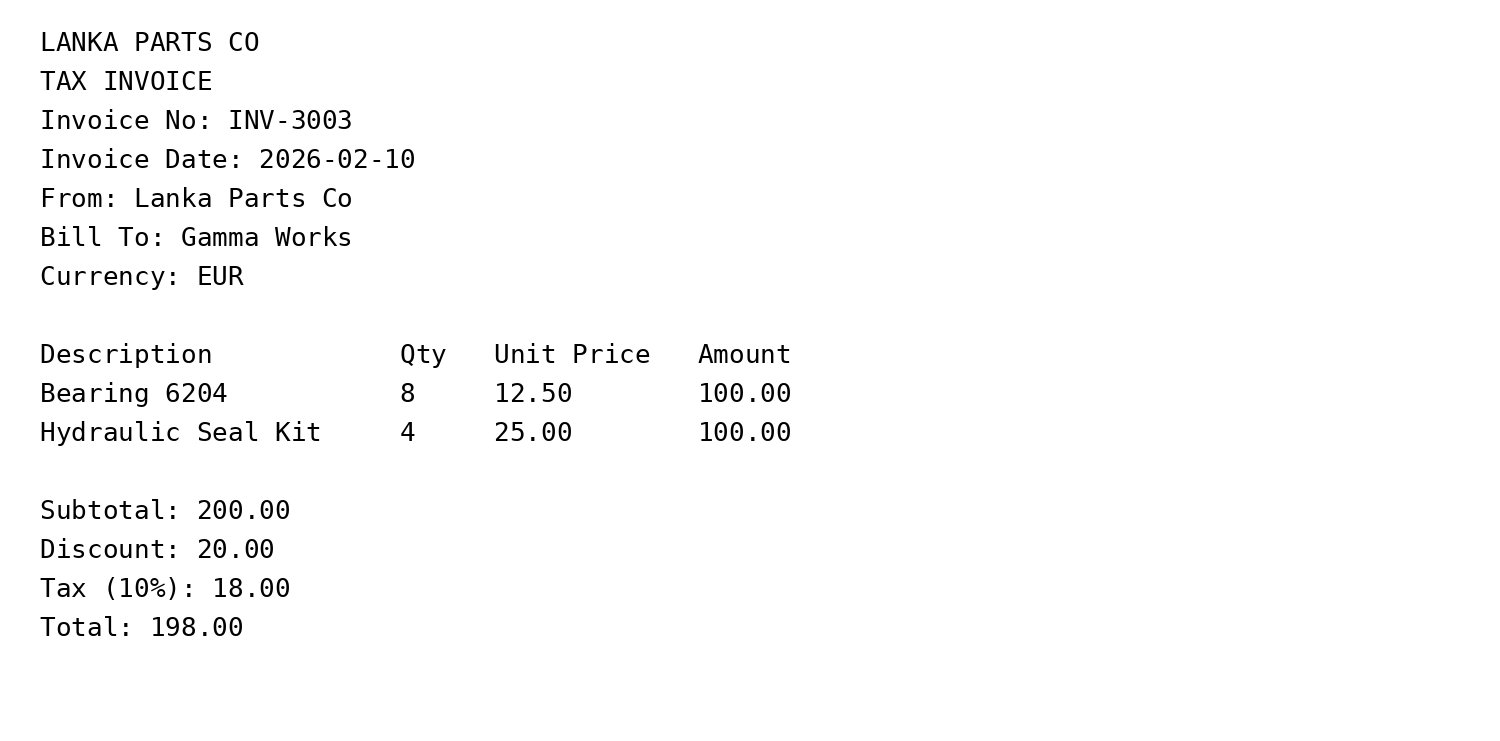 LANKA PARTS CO
TAX INVOICE
Invoice No: INV-3003
Invoice Date: 2026-02-10
From: Lanka Parts Co
Bill To: Gamma Works
Currency: EUR
Description Qty Unit Price Amount
Bearing 6204 8 12.50 100.00
Hydraulic Seal Kit 4 25.00 100.00
Subtotal: 200.00
Discount: 20.00
Tax (10%): 18.00
Total: 198.00